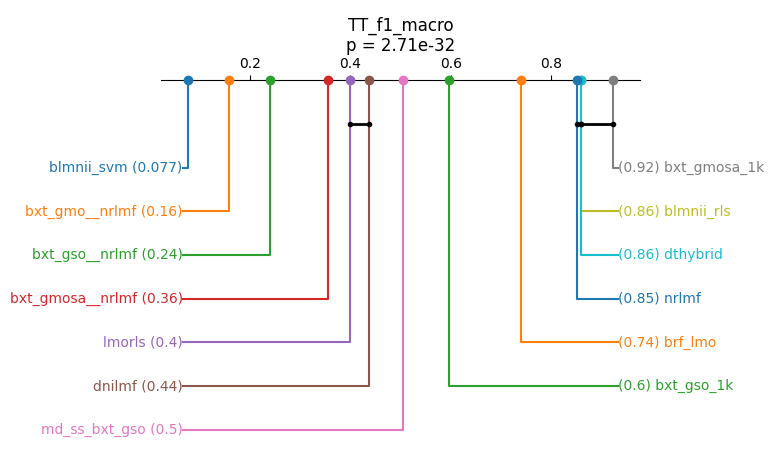 TT_f1_macro
p = 2.71e-32
0.2 0.4 0.6 0.8
blmnii_svm (0.077)
(0.92) bxt_gmosa_1k
bxt_gmo__nrlmf (0.16)
(0.86) blmnii_rls
bxt_gso__nrlmf (0.24)
(0.86) dthybrid
bxt_gmosa__nrlmf (0.36)
(0.85) nrlmf
lmorls (0.4)
(0.74) brf_lmo
dnilmf (0.44)
(0.6) bxt_gso_1k
md_ss_bxt_gso (0.5)